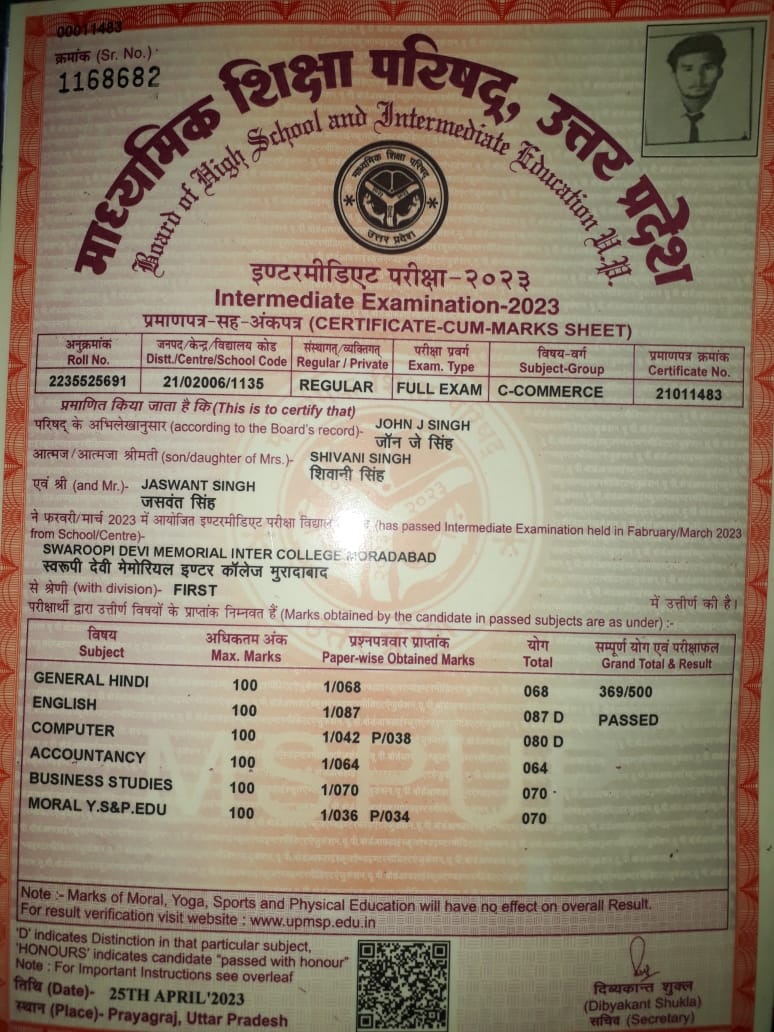 00011483
क्रमांक (Sr. No.) :
1168682
माध्यमिक शिक्षा परिषद्, उत्तर प्रदेश
Board of High School and Intermediate Education U.P.
माध्यमिक शिक्षा परिषद्
उत्तर प्रदेश
इण्टरमीडिएट परीक्षा-२०२३
Intermediate Examination-2023
प्रमाणपत्र-सह-अंकपत्र (CERTIFICATE-CUM-MARKS SHEET)
अनुक्रमांक जनपद/केन्द्र/विद्यालय कोड संस्थागत्/व्यक्तिगत् परीक्षा प्रवर्ग विषय-वर्ग प्रमाणपत्र क्रमांक
Roll No. Distt./Centre/School Code Regular / Private Exam. Type Subject-Group Certificate No.
2235525691 21/02006/1135 REGULAR FULL EXAM C-COMMERCE 21011483
प्रमाणित किया जाता है कि (This is to certify that)
परिषद् के अभिलेखानुसार (according to the Board's record)- JOHN J SINGH
जॉन जे सिंह
आत्मज/आत्मजा श्रीमती (son/daughter of Mrs.)- SHIVANI SINGH
शिवानी सिंह
एवं श्री (and Mr.)- JASWANT SINGH
जसवंत सिंह
ने फरवरी/मार्च 2023 में आयोजित इण्टरमीडिएट परीक्षा (has passed Intermediate Examination held in Fabruary/March 2023
from School/Centre)-
SWAROOPI DEVI MEMORIAL INTER COLLEGE MORADABAD
स्वरूपी देवी मेमोरियल इण्टर कॉलेज मुरादाबाद
से श्रेणी (with division)- FIRST में उत्तीर्ण की है।
परीक्षार्थी द्वारा उत्तीर्ण विषयों के प्राप्तांक निम्नवत हैं (Marks obtained by the candidate in passed subjects are as under) :-
विषय अधिकतम अंक प्रश्नपत्रवार प्राप्तांक योग सम्पूर्ण योग एवं परीक्षाफल
Subject Max. Marks Paper-wise Obtained Marks Total Grand Total & Result
GENERAL HINDI 100 1/068 068 369/500
ENGLISH 100 1/087 087 D PASSED
COMPUTER 100 1/042 P/038 080 D
ACCOUNTANCY 100 1/064 064
BUSINESS STUDIES 100 1/070 070
MORAL Y.S&P.EDU 100 1/036 P/034 070
Note :- Marks of Moral, Yoga, Sports and Physical Education will have no effect on overall Result.
For result verification visit website : www.upmsp.edu.in
'D' indicates Distinction in that particular subject,
'HONOURS' indicates candidate "passed with honour"
Note : For Important Instructions see overleaf
तिथि (Date)- 25TH APRIL'2023
स्थान (Place)- Prayagraj, Uttar Pradesh
दिब्यकान्त शुक्ल
(Dibyakant Shukla)
सचिव (Secretary)